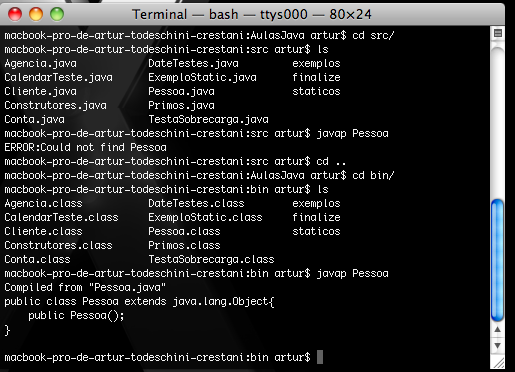 Terminal — bash — ttys000 — 80×24
macbook-pro-de-artur-todeschini-crestani:AulasJava artur$ cd src/
macbook-pro-de-artur-todeschini-crestani:src artur$ ls
Agencia.java DateTestes.java exemplos
CalendarTeste.java ExemploStatic.java finalize
Cliente.java Pessoa.java staticos
Construtores.java Primos.java
Conta.java TestaSobrecarga.java
macbook-pro-de-artur-todeschini-crestani:src artur$ javap Pessoa
ERROR:Could not find Pessoa
macbook-pro-de-artur-todeschini-crestani:src artur$ cd ..
macbook-pro-de-artur-todeschini-crestani:AulasJava artur$ cd bin/
macbook-pro-de-artur-todeschini-crestani:bin artur$ ls
Agencia.class DateTestes.class exemplos
CalendarTeste.class ExemploStatic.class finalize
Cliente.class Pessoa.class staticos
Construtores.class Primos.class
Conta.class TestaSobrecarga.class
macbook-pro-de-artur-todeschini-crestani:bin artur$ javap Pessoa
Compiled from "Pessoa.java"
public class Pessoa extends java.lang.Object{
    public Pessoa();
}
macbook-pro-de-artur-todeschini-crestani:bin artur$